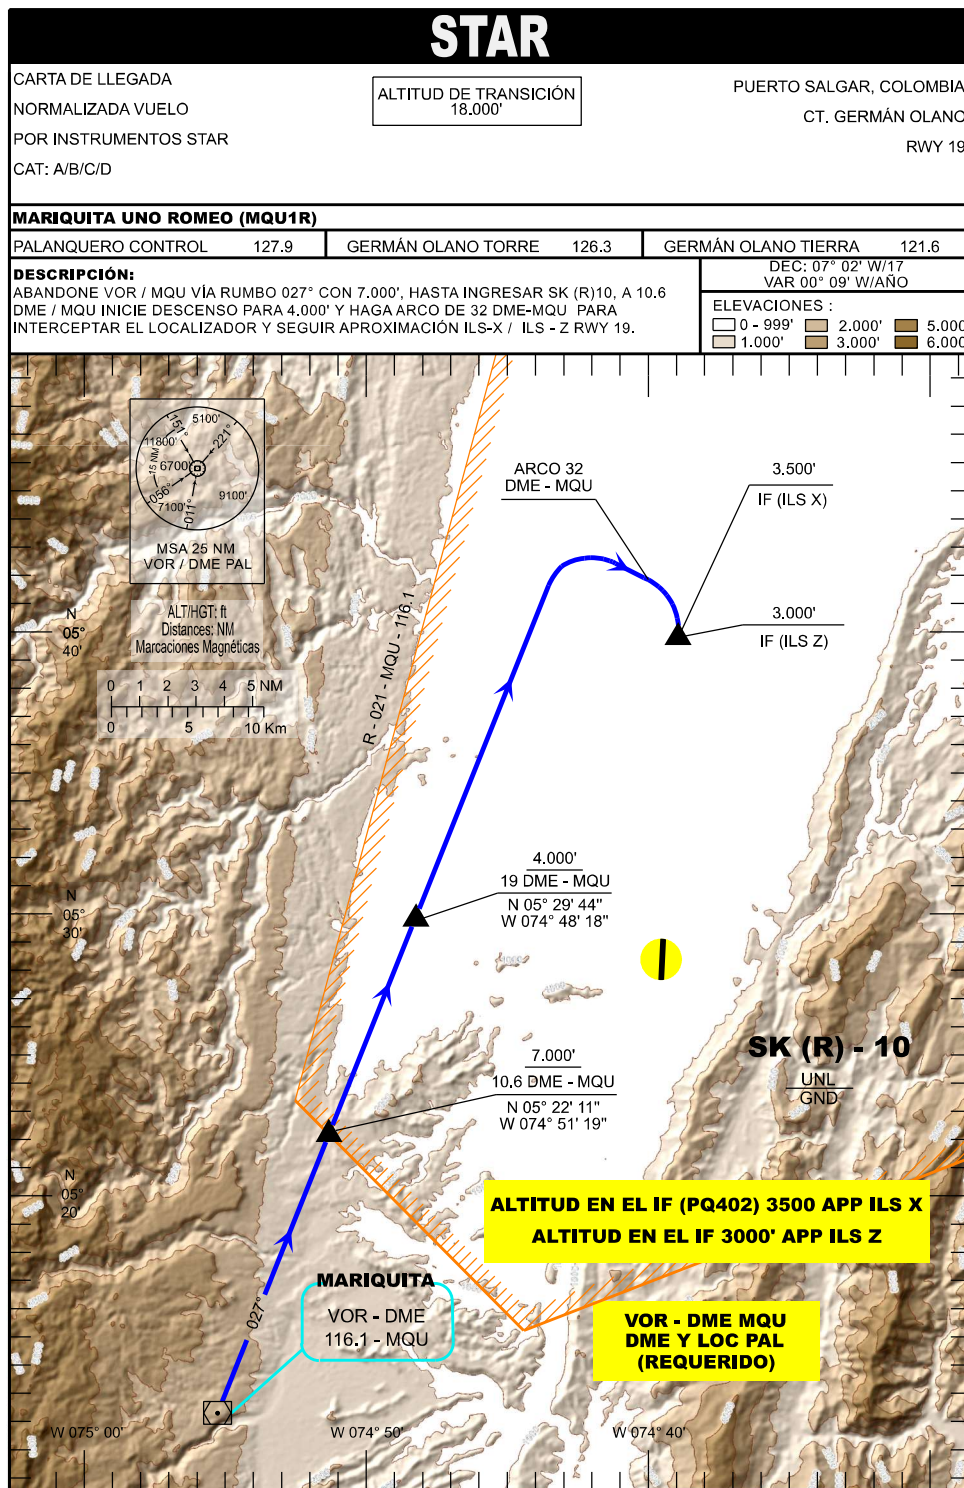 STAR
CARTA DE LLEGADA
NORMALIZADA VUELO
POR INSTRUMENTOS STAR
CAT: A/B/C/D
ALTITUD DE TRANSICIÓN
18.000'
PUERTO SALGAR, COLOMBIA
CT. GERMÁN OLANO
RWY 19
MARIQUITA UNO ROMEO (MQU1R)
PALANQUERO CONTROL 127.9
GERMÁN OLANO TORRE 126.3
GERMÁN OLANO TIERRA 121.6
DESCRIPCIÓN:
ABANDONE VOR / MQU VÍA RUMBO 027° CON 7.000', HASTA INGRESAR SK (R)10, A 10.6
DME / MQU INICIE DESCENSO PARA 4.000' Y HAGA ARCO DE 32 DME-MQU PARA
INTERCEPTAR EL LOCALIZADOR Y SEGUIR APROXIMACIÓN ILS-X / ILS - Z RWY 19.
DEC: 07° 02' W/17
VAR 00° 09' W/AÑO
ELEVACIONES :
0 - 999' 2.000' 5.000
1.000' 3.000' 6.000
151°
5100'
221°
11800'
15 NM
6700'
056°
7100'
011°
9100'
MSA 25 NM
VOR / DME PAL
ALT/HGT: ft
Distances: NM
Marcaciones Magnéticas
0 1 2 3 4 5 NM
0 5 10 Km
N
05°
40'
R - 021 - MQU - 116.1
ARCO 32
DME - MQU
3.500'
IF (ILS X)
3.000'
IF (ILS Z)
4.000'
19 DME - MQU
N 05° 29' 44"
W 074° 48' 18"
N
05°
30'
7.000'
10.6 DME - MQU
N 05° 22' 11"
W 074° 51' 19"
SK (R) - 10
UNL
GND
N
05°
20'
ALTITUD EN EL IF (PQ402) 3500 APP ILS X
ALTITUD EN EL IF 3000' APP ILS Z
MARIQUITA
VOR - DME
116.1 - MQU
027°
VOR - DME MQU
DME Y LOC PAL
(REQUERIDO)
W 075° 00'
W 074° 50'
W 074° 40'